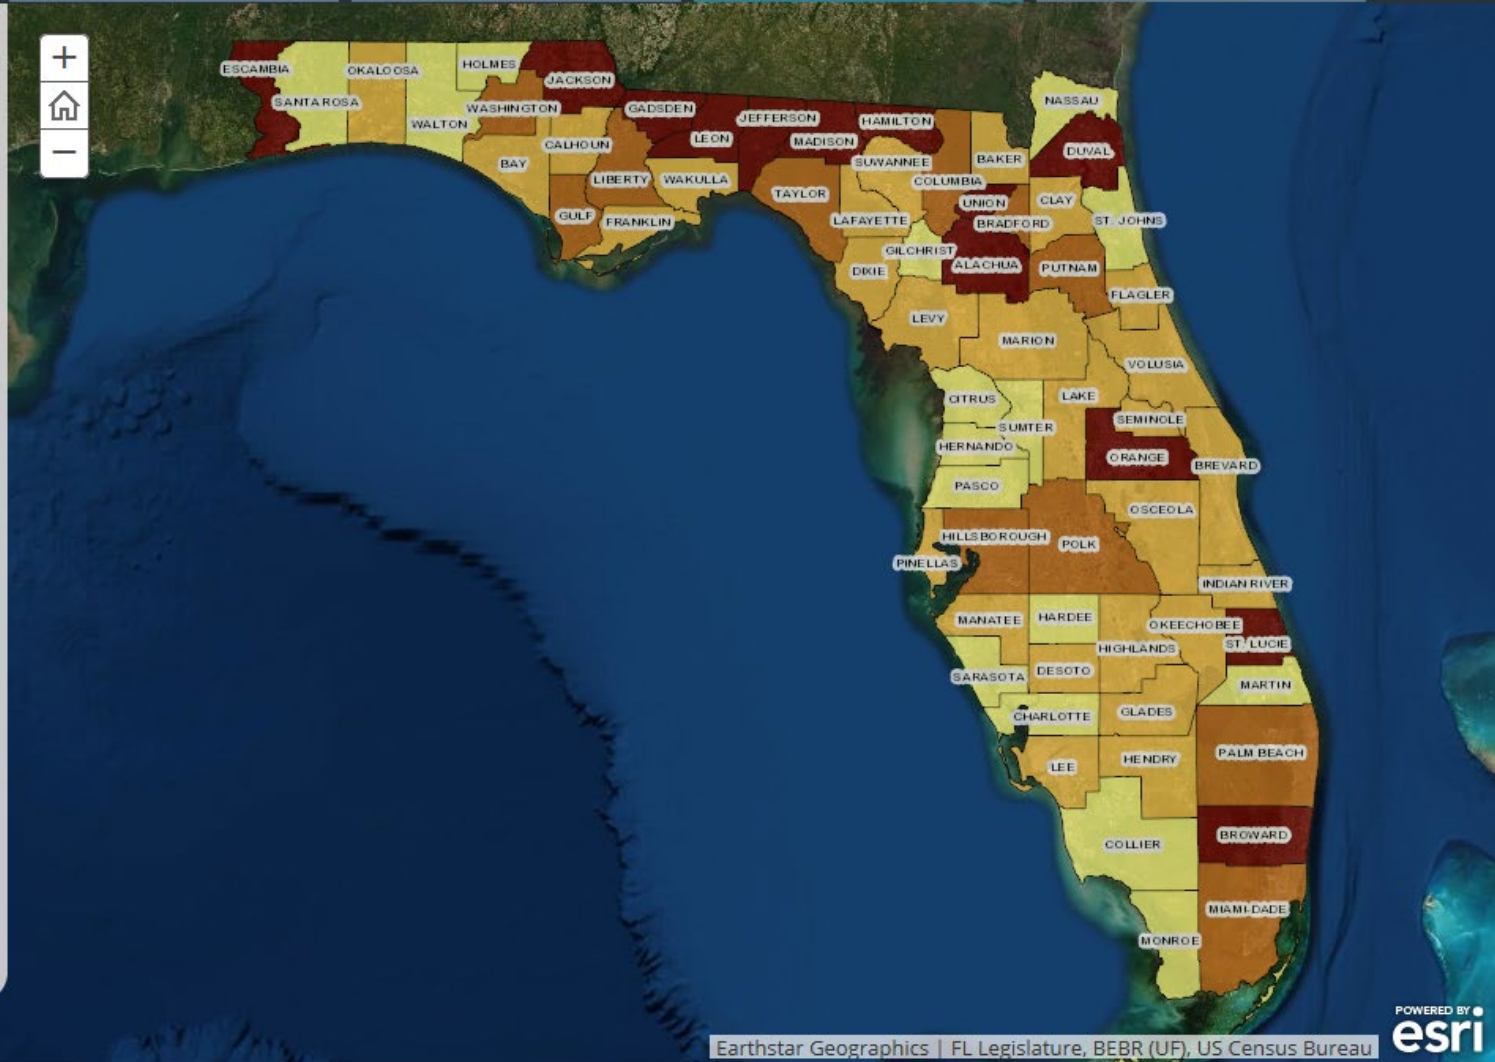 +
−
ESCAMBIA
SANTA ROSA
OKALOOSA
WALTON
HOLMES
WASHINGTON
JACKSON
BAY
CALHOUN
GULF
LIBERTY
FRANKLIN
GADSDEN
WAKULLA
LEON
JEFFERSON
MADISON
TAYLOR
HAMILTON
SUWANNEE
LAFAYETTE
DIXIE
COLUMBIA
GILCHRIST
BAKER
UNION
BRADFORD
ALACHUA
NASSAU
DUVAL
CLAY
ST. JOHNS
PUTNAM
FLAGLER
LEVY
MARION
VOLUSIA
CITRUS
SUMTER
LAKE
SEMINOLE
HERNANDO
ORANGE
BREVARD
PASCO
OSCEOLA
HILLSBOROUGH
POLK
PINELLAS
INDIAN RIVER
MANATEE
HARDEE
OKEECHOBEE
HIGHLANDS
ST. LUCIE
SARASOTA
DESOTO
MARTIN
CHARLOTTE
GLADES
LEE
HENDRY
PALM BEACH
COLLIER
BROWARD
MIAMI-DADE
MONROE
POWERED BY
esri
Earthstar Geographics | FL Legislature, BEBR (UF), US Census Bureau